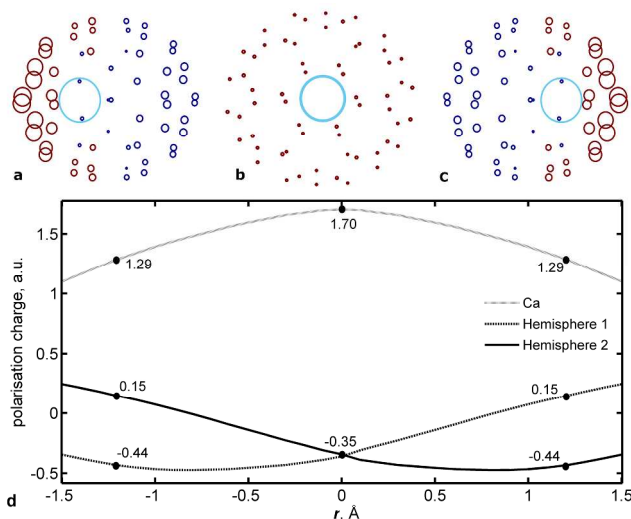 a b c
1.70
1.5
1.29 1.29
polarisation charge, a.u.
1
Ca
Hemisphere 1
Hemisphere 2
0.5
0.15 0.15
0
-0.35
-0.44 -0.44
-0.5
-1.5 -1 -0.5 0 0.5 1 1.5
d r, Å